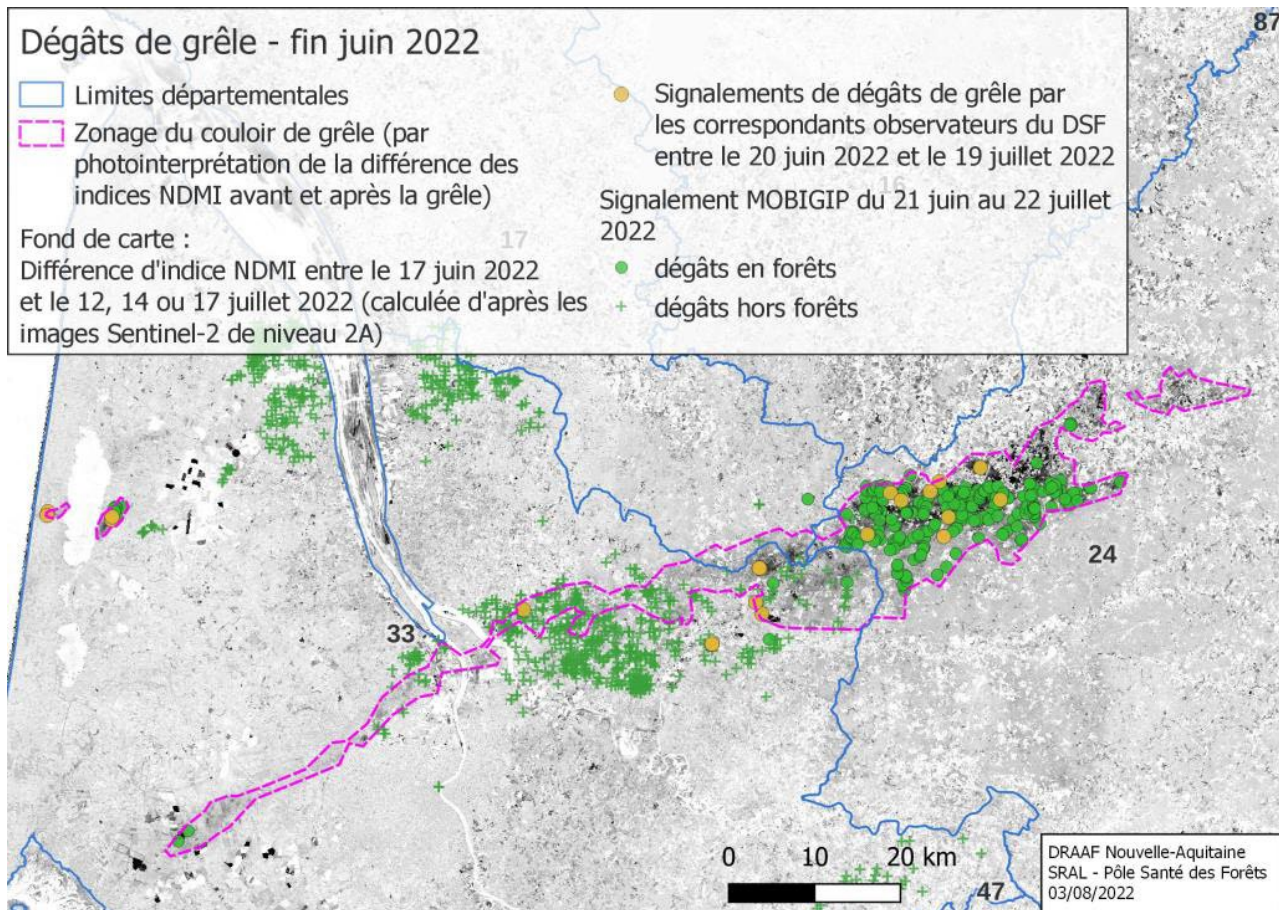 Dégâts de grêle - fin juin 2022
Limites départementales
Zonage du couloir de grêle (par
photointerprétation de la différence des
indices NDMI avant et après la grêle)
Fond de carte :
Différence d'indice NDMI entre le 17 juin 2022
et le 12, 14 ou 17 juillet 2022 (calculée d'après les
images Sentinel-2 de niveau 2A)
Signalements de dégâts de grêle par
les correspondants observateurs du DSF
entre le 20 juin 2022 et le 19 juillet 2022
Signalement MOBIGIP du 21 juin au 22 juillet
2022
dégâts en forêts
dégâts hors forêts
87
16
17
24
33
47
0 10 20 km
DRAAF Nouvelle-Aquitaine
SRAL - Pôle Santé des Forêts
03/08/2022